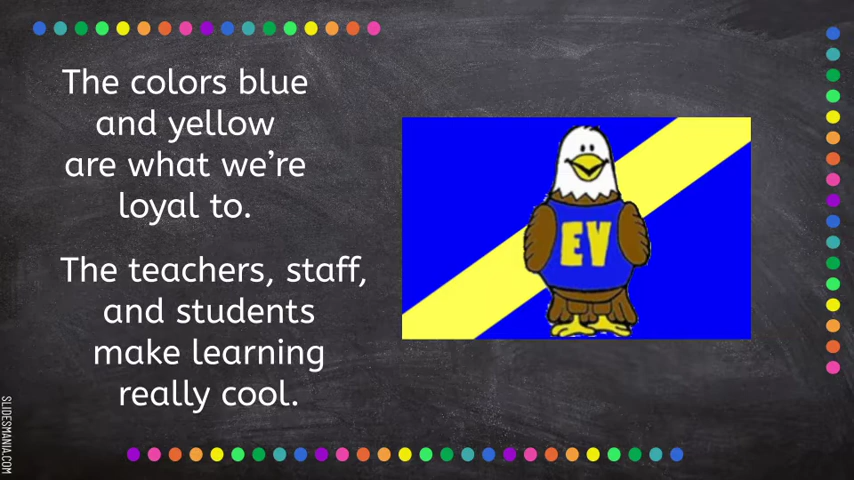 The colors blue
and yellow
are what we’re
loyal to.
The teachers, staff,
and students
make learning
really cool.
EV
SLIDESMANIA.COM